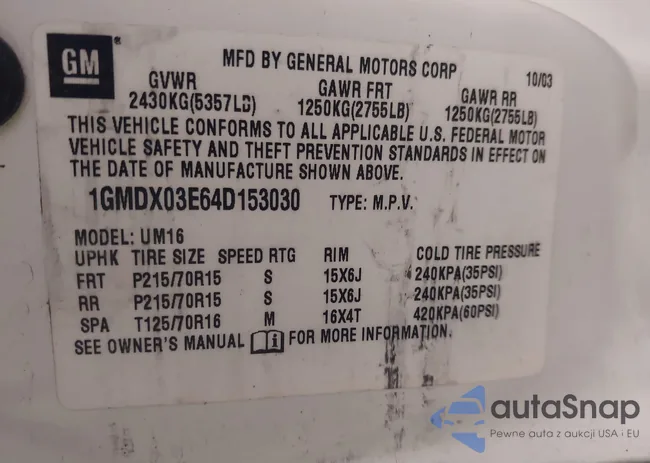 GM
MFD BY GENERAL MOTORS CORP
10/03
GVWR GAWR FRT GAWR RR
2430KG(5357LB) 1250KG(2755LB) 1250KG(2755LB)
THIS VEHICLE CONFORMS TO ALL APPLICABLE U.S. FEDERAL MOTOR
VEHICLE SAFETY AND THEFT PREVENTION STANDARDS IN EFFECT ON
THE DATE OF MANUFACTURE SHOWN ABOVE.
1GMDX03E64D153030 TYPE: M.P.V.
MODEL: UM16
UPHK TIRE SIZE SPEED RTG RIM COLD TIRE PRESSURE
FRT P215/70R15 S 15X6J 240KPA(35PSI)
RR P215/70R15 S 15X6J 240KPA(35PSI)
SPA T125/70R16 M 16X4T 420KPA(60PSI)
SEE OWNER'S MANUAL i FOR MORE INFORMATION.
autaSnap
Pewne auta z aukcji USA i EU